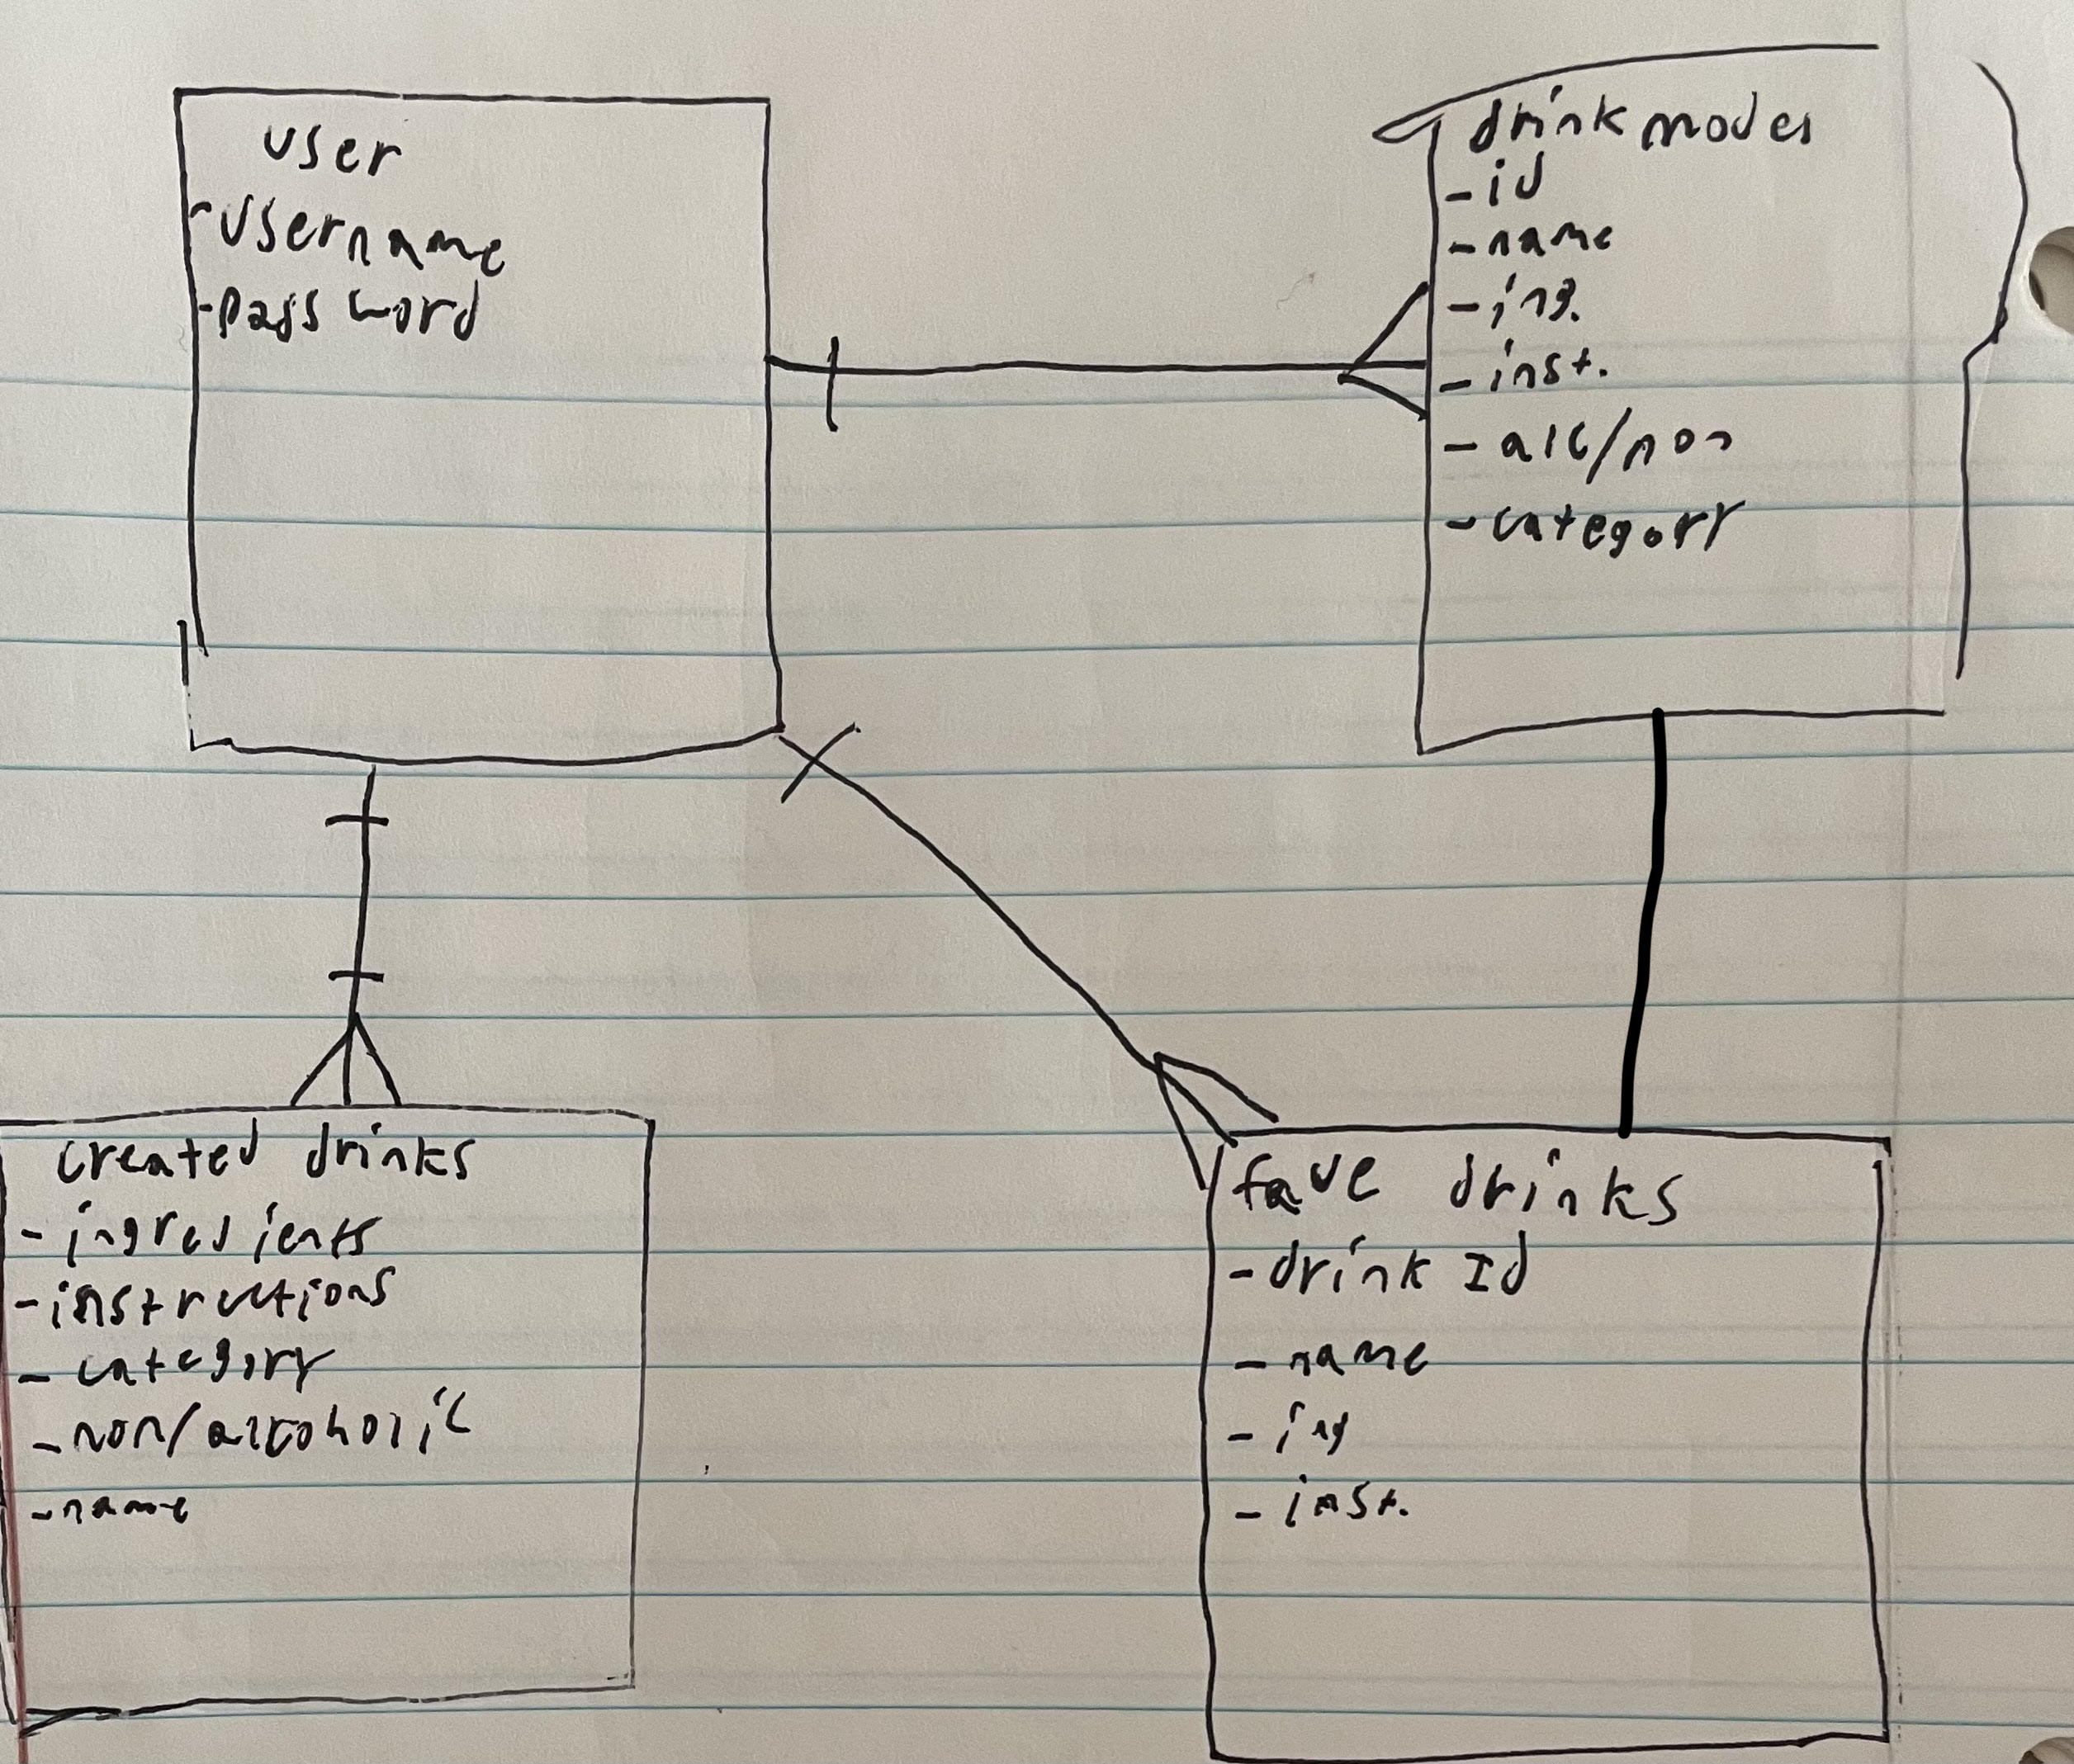 user
-username
-password
drink model
-id
-name
-ing.
-inst.
-alc/non
-category
created drinks
-ingredients
-instructions
-category
-non/alcoholic
-name
fave drinks
-drink Id
-name
-ing
-inst.